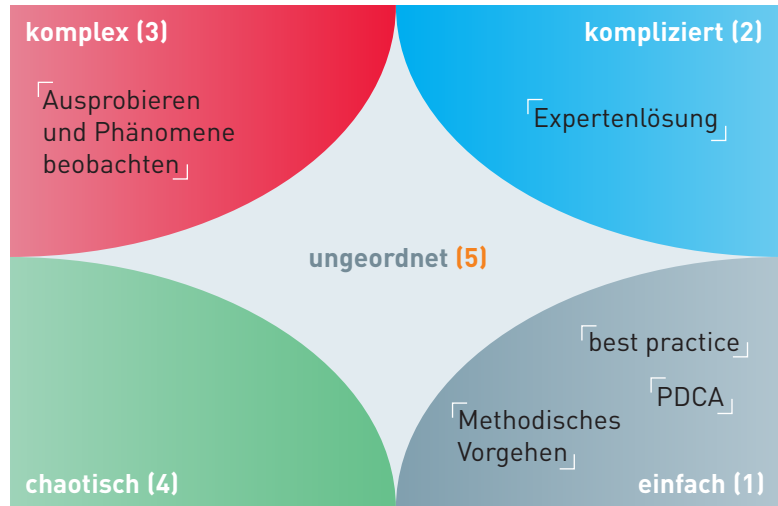 komplex (3)
Ausprobieren
und Phänomene
beobachten
kompliziert (2)
Expertenlösung
ungeordnet (5)
chaotisch (4)
best practice
PDCA
Methodisches
Vorgehen
einfach (1)